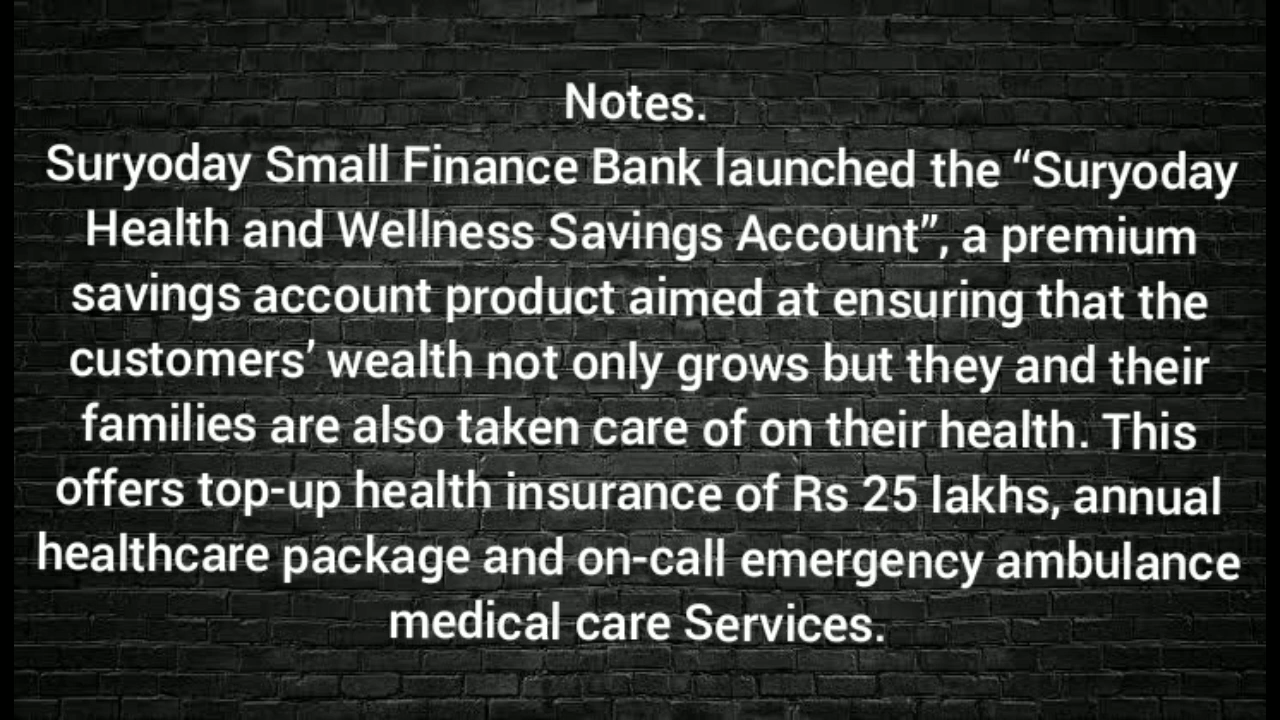 Notes.
Suryoday Small Finance Bank launched the “Suryoday
Health and Wellness Savings Account”, a premium
savings account product aimed at ensuring that the
customers’ wealth not only grows but they and their
families are also taken care of on their health. This
offers top-up health insurance of Rs 25 lakhs, annual
healthcare package and on-call emergency ambulance
medical care Services.